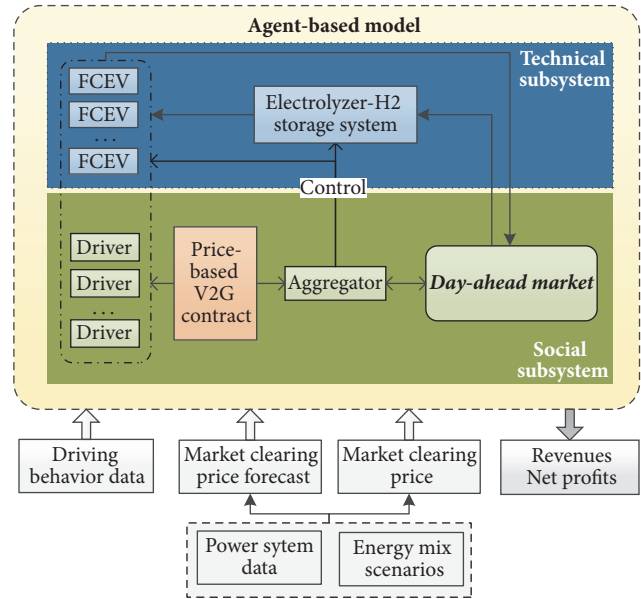 Agent-based model
Technical
subsystem
FCEV
FCEV
...
FCEV
Electrolyzer-H2
storage system
Control
Driver
Driver
...
Driver
Price-
based
V2G
contract
Aggregator
Day-ahead market
Social
subsystem
Driving
behavior data
Market clearing
price forecast
Market clearing
price
Revenues
Net profits
Power sytem
data
Energy mix
scenarios